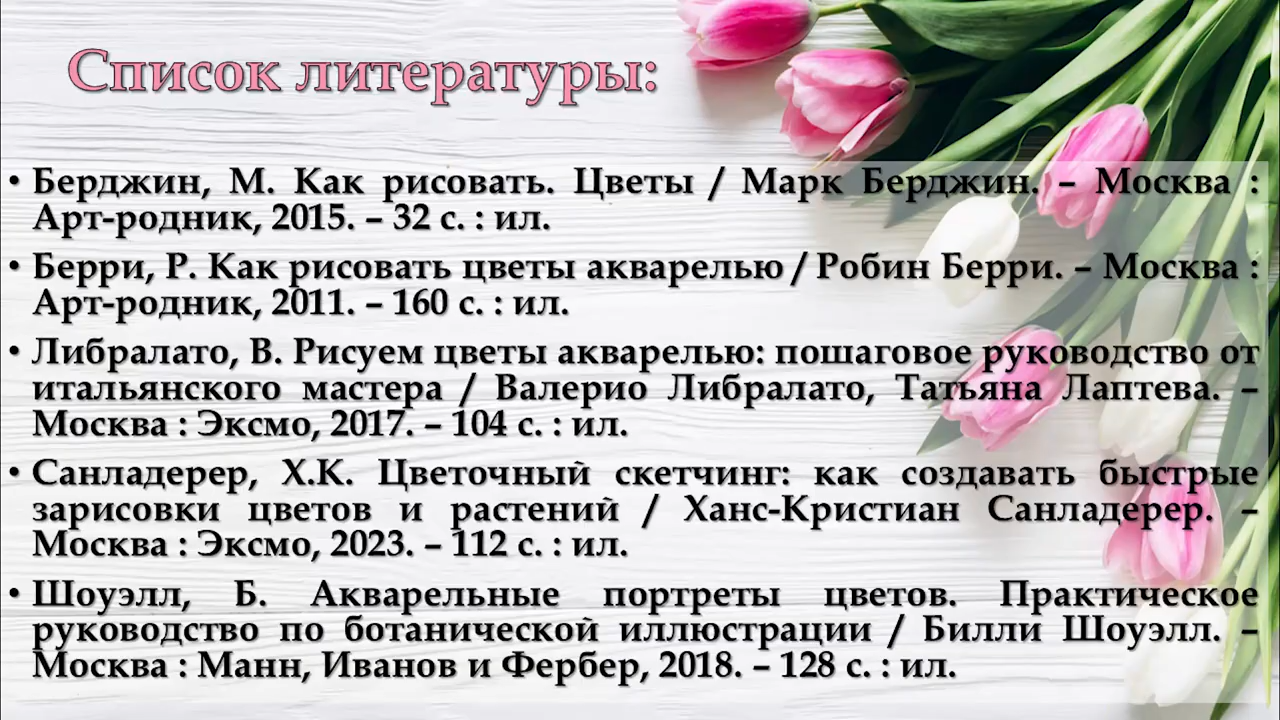 Список литературы:
• Берджин, М. Как рисовать. Цветы / Марк Берджин. – Москва :
Арт-родник, 2015. – 32 с. : ил.
• Берри, Р. Как рисовать цветы акварелью / Робин Берри. – Москва :
Арт-родник, 2011. – 160 с. : ил.
• Либралато, В. Рисуем цветы акварелью: пошаговое руководство от
итальянского мастера / Валерио Либралато, Татьяна Лаптева. –
Москва : Эксмо, 2017. – 104 с. : ил.
• Санладерер, Х.К. Цветочный скетчинг: как создавать быстрые
зарисовки цветов и растений / Ханс-Кристиан Санладерер. –
Москва : Эксмо, 2023. – 112 с. : ил.
• Шоуэлл, Б. Акварельные портреты цветов. Практическое
руководство по ботанической иллюстрации / Билли Шоуэлл. –
Москва : Манн, Иванов и Фербер, 2018. – 128 с. : ил.